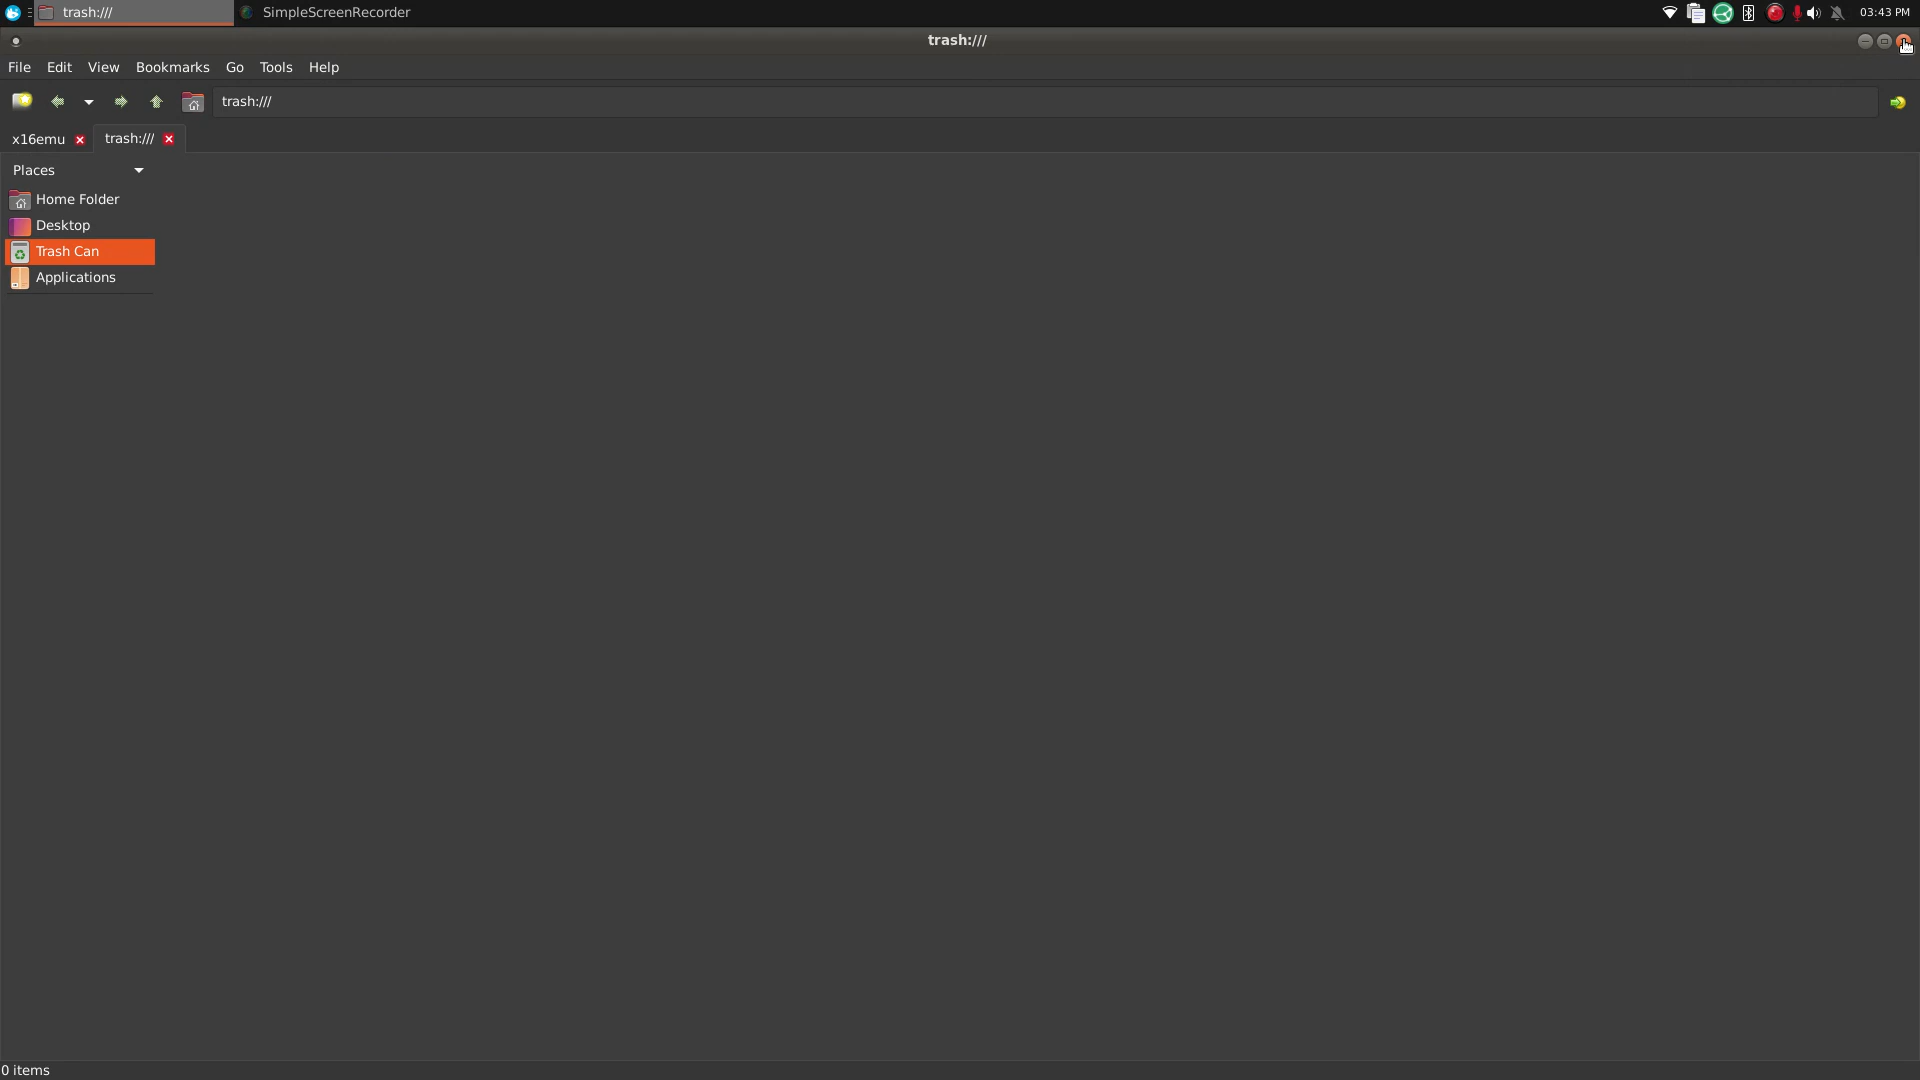 trash:/// SimpleScreenRecorder 03:43 PM
trash:///
File Edit View Bookmarks Go Tools Help
trash:///
x16emu trash:///
Places
Home Folder
Desktop
Trash Can
Applications
0 items